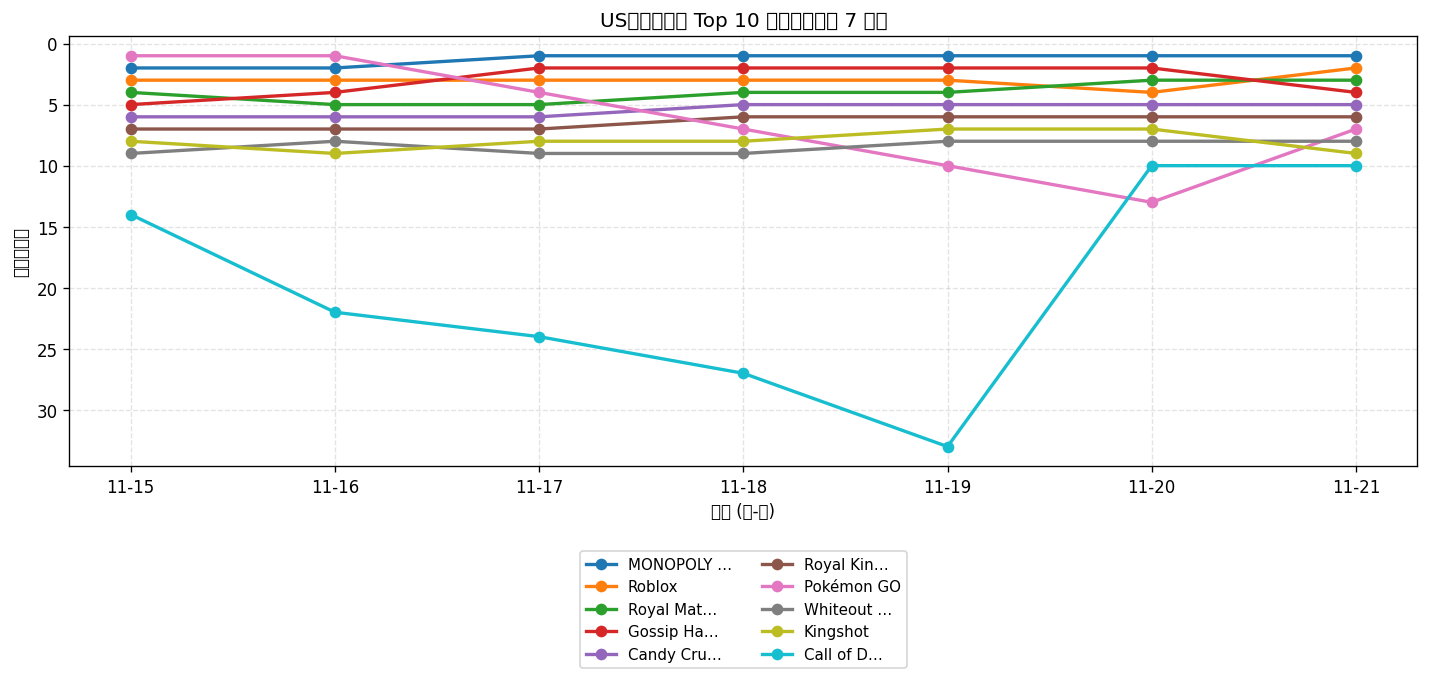 US Top 10 7
0
5
10
15
20
25
30
11-15
11-16
11-17
11-18
11-19
11-20
11-21
( - )
MONOPOLY ...
Roblox
Royal Mat...
Gossip Ha...
Candy Cru...
Royal Kin...
Pokémon GO
Whiteout ...
Kingshot
Call of D...